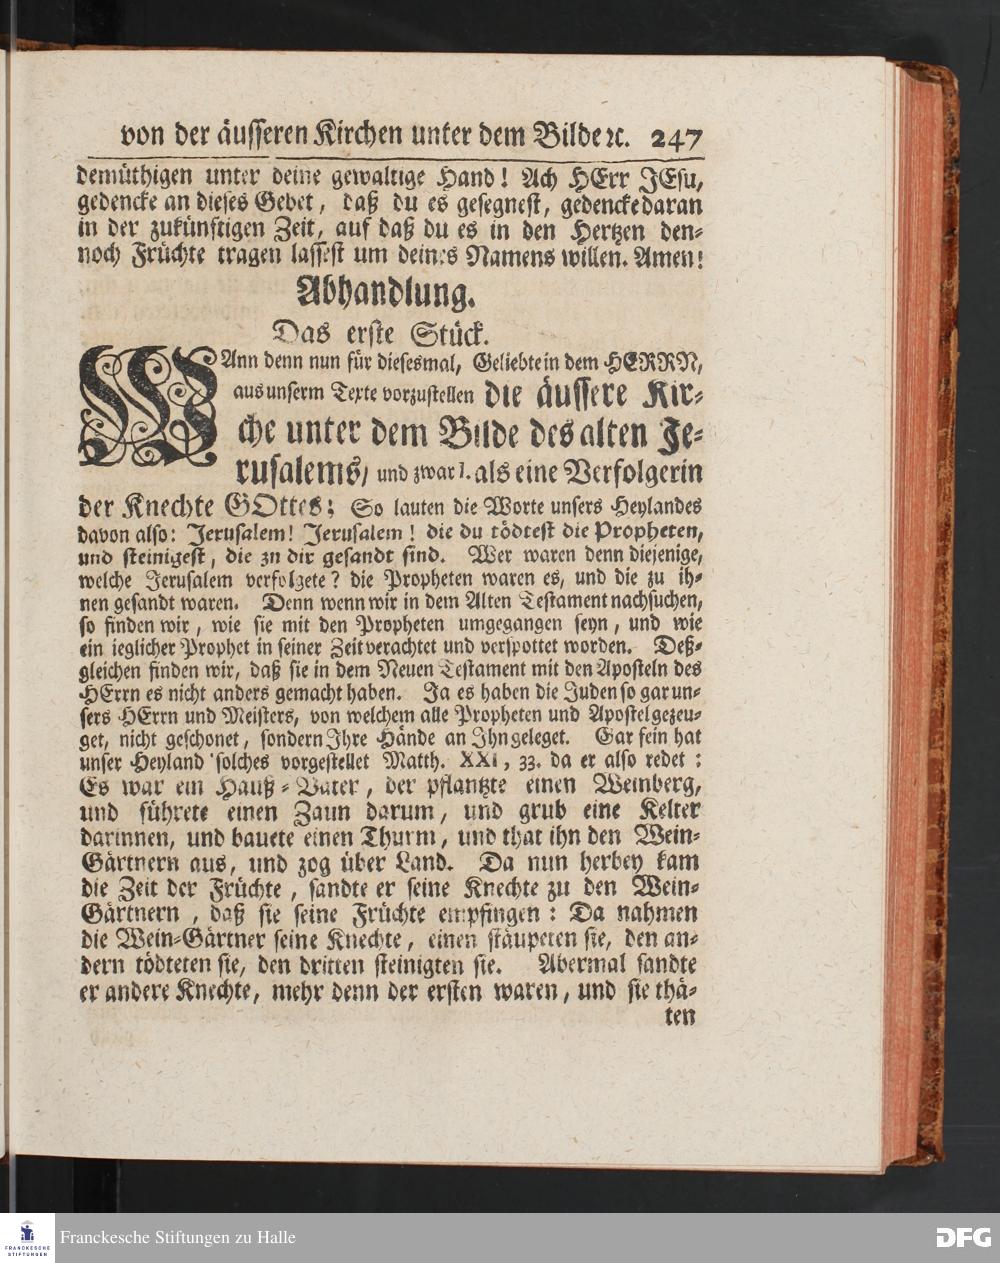 von der äusseren Kirchen unter dem Bilde ꝛc. 247
demüthigen unter deine gewaltige Hand! Ach HErr JEsu,
gedencke an dieses Gebet, daß du es gesegnest, gedencke daran
in der zukünftigen Zeit, auf daß du es in den Hertzen den-
noch Früchte tragen lassest um deines Namens willen. Amen!
Abhandlung.
Das erste Stück.
WAnn denn nun für diesesmal, Geliebte in dem HERRN,
aus unserm Texte vorzustellen die äussere Kir-
che unter dem Bilde des alten Je-
rusalems, und zwar 1. als eine Verfolgerin
der Knechte GOttes; So lauten die Worte unsers Heylandes
davon also: Jerusalem! Jerusalem! die du tödtest die Propheten,
und steinigest, die zu dir gesandt sind. Wer waren denn diejenige,
welche Jerusalem verfolgete? die Propheten waren es, und die zu ih-
nen gesandt waren. Denn wenn wir in dem Alten Testament nachsuchen,
so finden wir, wie sie mit den Propheten umgegangen seyn, und wie
ein ieglicher Prophet in seiner Zeit verachtet und verspottet worden. Deß-
gleichen finden wir, daß sie in dem Neuen Testament mit den Aposteln des
HErrn es nicht anders gemacht haben. Ja es haben die Juden so gar un-
sers HErrn und Meisters, von welchem alle Propheten und Apostel gezeu-
get, nicht geschonet, sondern Ihre Hände an Ihn geleget. Gar fein hat
unser Heyland solches vorgestellet Matth. XXI, 33. da er also redet:
Es war ein Hauß-Vater, der pflantzte einen Weinberg,
und führete einen Zaun darum, und grub eine Kelter
darinnen, und bauete einen Thurm, und that ihn den Wein-
Gärtnern aus, und zog über Land. Da nun herbey kam
die Zeit der Früchte, sandte er seine Knechte zu den Wein-
Gärtnern, daß sie seine Früchte empfingen: Da nahmen
die Wein-Gärtner seine Knechte, einen stäupeten sie, den an-
dern tödteten sie, den dritten steinigten sie. Abermal sandte
er andere Knechte, mehr denn der ersten waren, und sie thä-
ten
FRANCKESCHE
STIFTUNGEN
Franckesche Stiftungen zu Halle
DFG